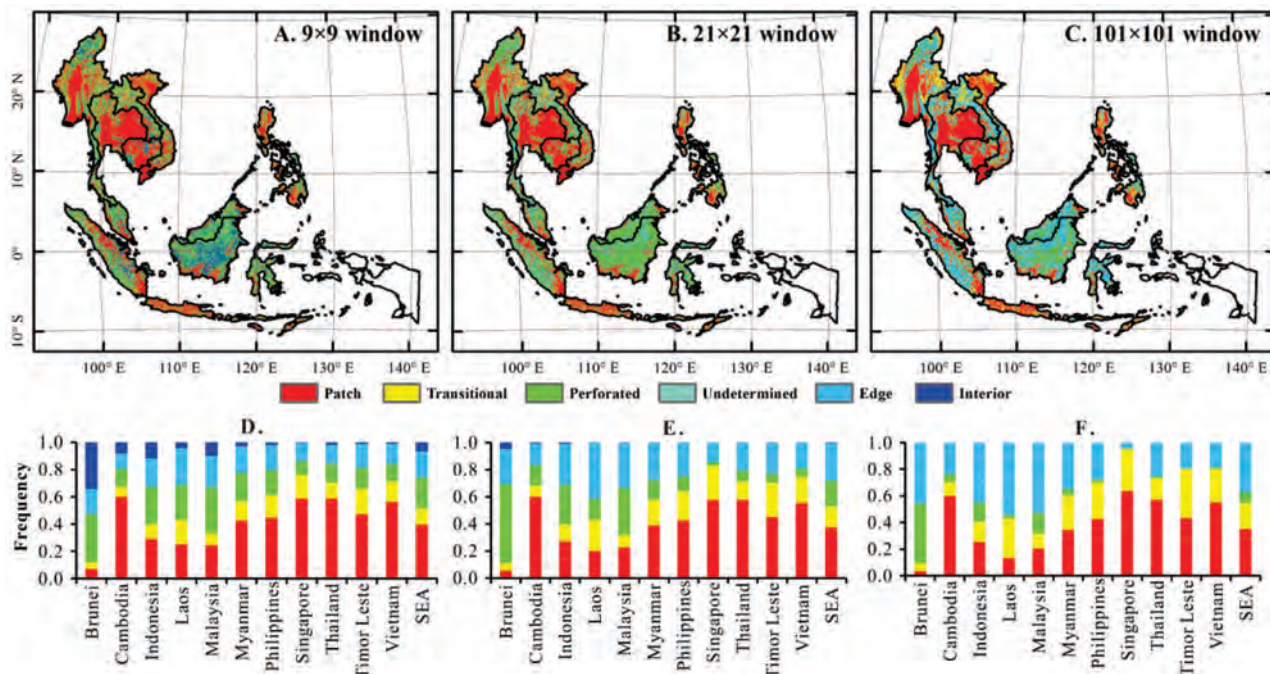 A. 9×9 window
B. 21×21 window
C. 101×101 window
20° N
10° N
0°
10° S
100° E 110° E 120° E 130° E 140° E
100° E 110° E 120° E 130° E 140° E
100° E 110° E 120° E 130° E 140° E
Patch Transitional Perforated Undetermined Edge Interior
D.
E.
F.
Frequency
1.0
0.8
0.6
0.4
0.2
0.0
Brunei
Cambodia
Indonesia
Laos
Malaysia
Myanmar
Philippines
Singapore
Thailand
Timor Leste
Vietnam
SEA
1.0
0.8
0.6
0.4
0.2
0.0
Brunei
Cambodia
Indonesia
Laos
Malaysia
Myanmar
Philippines
Singapore
Thailand
Timor Leste
Vietnam
SEA
1.0
0.8
0.6
0.4
0.2
0.0
Brunei
Cambodia
Indonesia
Laos
Malaysia
Myanmar
Philippines
Singapore
Thailand
Timor Leste
Vietnam
SEA